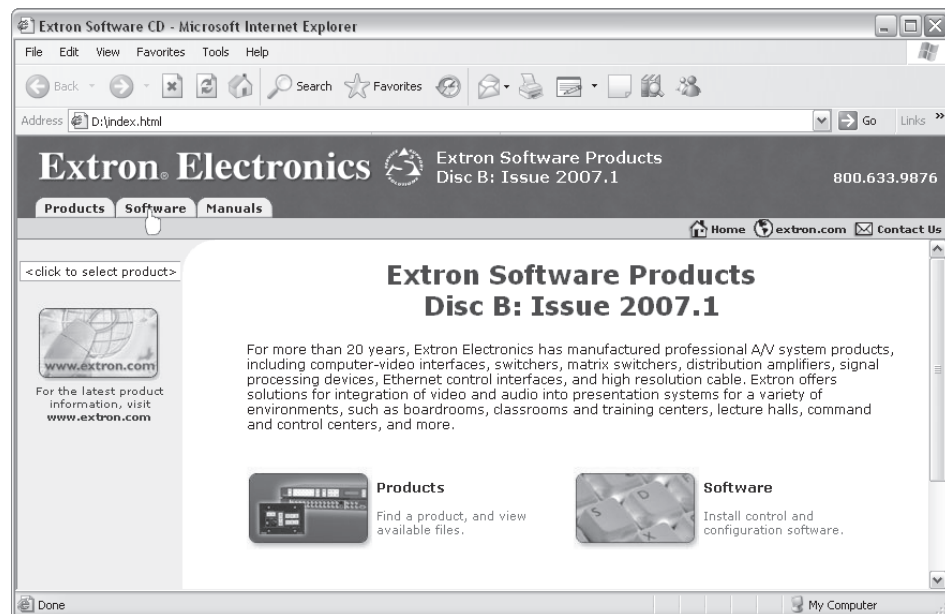 Extron Software CD - Microsoft Internet Explorer
File Edit View Favorites Tools Help
Back Search Favorites
Address D:\index.html Go Links »
Extron® Electronics
Extron Software Products
Disc B: Issue 2007.1
800.633.9876
Products Software Manuals
Home extron.com Contact Us
<click to select product>
www.extron.com
For the latest product
information, visit
www.extron.com
Extron Software Products
Disc B: Issue 2007.1
For more than 20 years, Extron Electronics has manufactured professional A/V system products,
including computer-video interfaces, switchers, matrix switchers, distribution amplifiers, signal
processing devices, Ethernet control interfaces, and high resolution cable. Extron offers
solutions for integration of video and audio into presentation systems for a variety of
environments, such as boardrooms, classrooms and training centers, lecture halls, command
and control centers, and more.
Products
Find a product, and view
available files.
S D X
Software
Install control and
configuration software.
Done My Computer